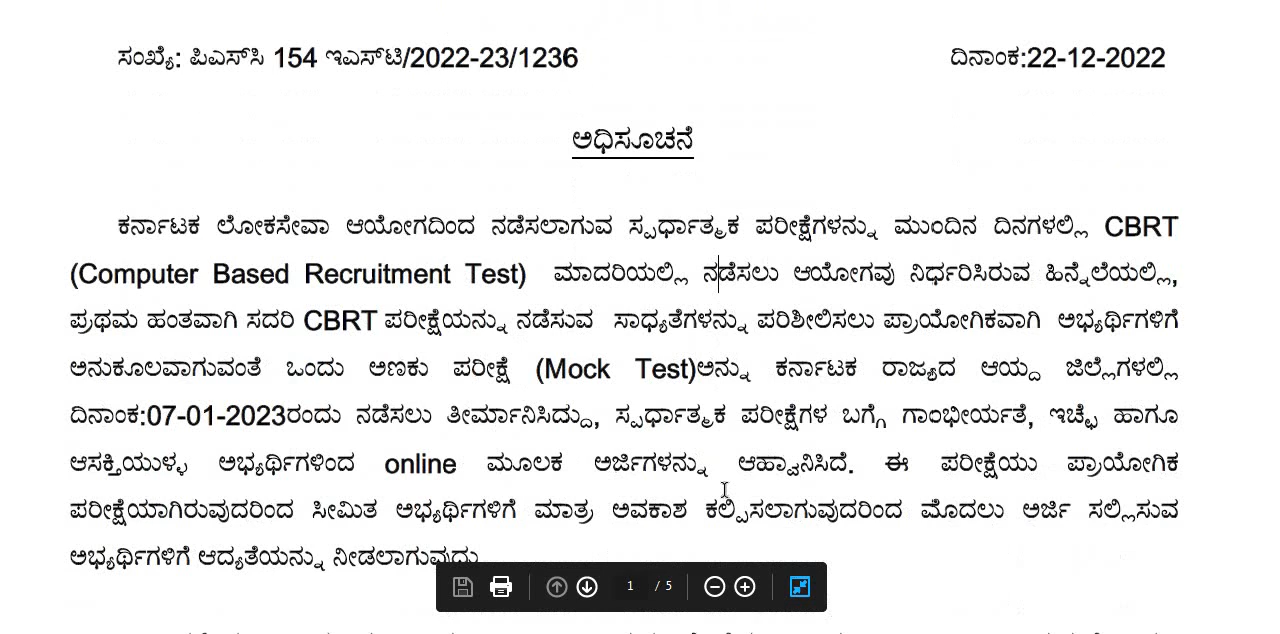 ಸಂಖ್ಯೆ: ಪಿಎಸ್‌ಸಿ 154 ಇಎಸ್‌ಟಿ/2022-23/1236 ದಿನಾಂಕ:22-12-2022
ಅಧಿಸೂಚನೆ
ಕರ್ನಾಟಕ ಲೋಕಸೇವಾ ಆಯೋಗದಿಂದ ನಡೆಸಲಾಗುವ ಸ್ಪರ್ಧಾತ್ಮಕ ಪರೀಕ್ಷೆಗಳನ್ನು ಮುಂದಿನ ದಿನಗಳಲ್ಲಿ CBRT
(Computer Based Recruitment Test) ಮಾದರಿಯಲ್ಲಿ ನಡೆಸಲು ಆಯೋಗವು ನಿರ್ಧರಿಸಿರುವ ಹಿನ್ನೆಲೆಯಲ್ಲಿ,
ಪ್ರಥಮ ಹಂತವಾಗಿ ಸದರಿ CBRT ಪರೀಕ್ಷೆಯನ್ನು ನಡೆಸುವ ಸಾಧ್ಯತೆಗಳನ್ನು ಪರಿಶೀಲಿಸಲು ಪ್ರಾಯೋಗಿಕವಾಗಿ ಅಭ್ಯರ್ಥಿಗಳಿಗೆ
ಅನುಕೂಲವಾಗುವಂತೆ ಒಂದು ಅಣಕು ಪರೀಕ್ಷೆ (Mock Test)ಅನ್ನು ಕರ್ನಾಟಕ ರಾಜ್ಯದ ಆಯ್ದ ಜಿಲ್ಲೆಗಳಲ್ಲಿ
ದಿನಾಂಕ:07-01-2023ರಂದು ನಡೆಸಲು ತೀರ್ಮಾನಿಸಿದ್ದು, ಸ್ಪರ್ಧಾತ್ಮಕ ಪರೀಕ್ಷೆಗಳ ಬಗ್ಗೆ ಗಾಂಭೀರ್ಯತೆ, ಇಚ್ಛೆ ಹಾಗೂ
ಆಸಕ್ತಿಯುಳ್ಳ ಅಭ್ಯರ್ಥಿಗಳಿಂದ online ಮೂಲಕ ಅರ್ಜಿಗಳನ್ನು ಆಹ್ವಾನಿಸಿದೆ. ಈ ಪರೀಕ್ಷೆಯು ಪ್ರಾಯೋಗಿಕ
ಪರೀಕ್ಷೆಯಾಗಿರುವುದರಿಂದ ಸೀಮಿತ ಅಭ್ಯರ್ಥಿಗಳಿಗೆ ಮಾತ್ರ ಅವಕಾಶ ಕಲ್ಪಿಸಲಾಗುವುದರಿಂದ ಮೊದಲು ಅರ್ಜಿ ಸಲ್ಲಿಸುವ
ಅಭ್ಯರ್ಥಿಗಳಿಗೆ ಆದ್ಯತೆಯನ್ನು ನೀಡಲಾಗುವುದು
1 / 5